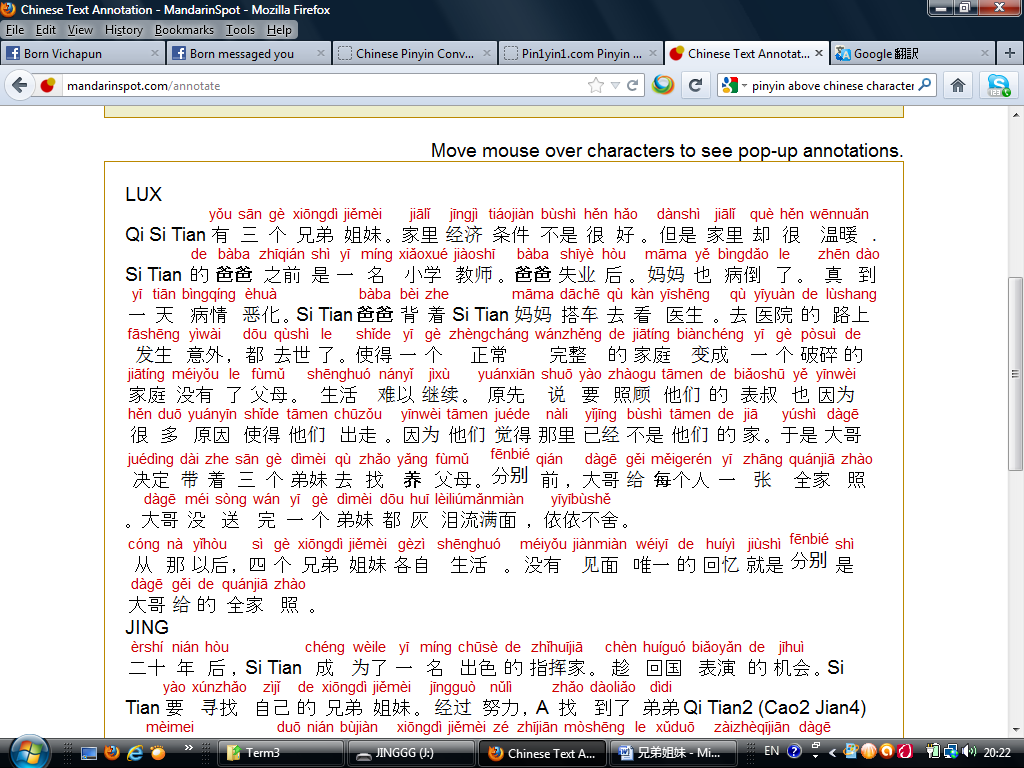 Chinese Text Annotation - MandarinSpot - Mozilla Firefox
File Edit View History Bookmarks Tools Help
Born Vichapun
Born messaged you
Chinese Pinyin Conv...
Pin1yin1.com Pinyin ...
Chinese Text Annotat...
Google 翻訳
mandarinspot.com/annotate
pinyin above chinese character
Move mouse over characters to see pop-up annotations.
LUX
yǒu sān gè xiōngdì jiěmèi jiālǐ jīngjì tiáojiàn bùshì hěn hǎo dànshì jiālǐ què hěn wēnnuǎn
Qi Si Tian 有 三 个 兄弟 姐妹。家里 经济 条件 不是 很 好。但是 家里 却 很 温暖 .
de bàba zhīqián shì yī míng xiǎoxué jiàoshī bàba shīyè hòu māma yě bìngdǎo le zhēn dào
Si Tian 的 爸爸 之前 是 一 名 小学 教师。爸爸 失业 后。妈妈 也 病倒 了。真 到
yī tiān bìngqíng èhuà bàba bèi zhe māma dāchē qù kàn yīshēng qù yīyuàn de lùshang
一 天 病情 恶化。Si Tian 爸爸 背 着 Si Tian 妈妈 搭车 去 看 医生。去 医院 的 路上
fāshēng yìwài dōu qùshì le shǐde yī gè zhèngcháng wánzhěng de jiātíng biànchéng yī gè pòsuì de
发生 意外，都 去世 了。使得 一 个 正常 完整 的 家庭 变成 一 个 破碎 的
jiātíng méiyǒu le fùmǔ shēnghuó nányǐ jìxù yuánxiān shuō yào zhàogu tāmen de biǎoshū yě yīnwèi
家庭 没有 了 父母。 生活 难以 继续。 原先 说 要 照顾 他们 的 表叔 也 因为
hěn duō yuányīn shǐde tāmen chūzǒu yīnwèi tāmen juéde nàli yǐjing bùshì tāmen de jiā yúshì dàgē
很 多 原因 使得 他们 出走。因为 他们 觉得 那里 已经 不是 他们 的 家。于是 大哥
juédìng dài zhe sān gè dìmèi qù zhǎo yǎng fùmǔ fēnbié qián dàgē gěi měigerén yī zhāng quánjiā zhào
决定 带 着 三 个 弟妹 去 找 养 父母。分别 前，大哥 给 每个人 一 张 全家 照
dàgē méi sòng wán yī gè dìmèi dōu huī lèiliúmǎnmiàn yīyībùshě
。大哥 没 送 完 一 个 弟妹 都 灰 泪流满面，依依不舍。
cóng nà yǐhòu sì gè xiōngdì jiěmèi gèzì shēnghuó méiyǒu jiànmiàn wéiyī de huíyì jiùshì fēnbié shì
从 那 以后，四 个 兄弟 姐妹 各自 生活 。没有 见面 唯一 的 回忆 就是 分别 是
dàgē gěi de quánjiā zhào
大哥 给 的 全家 照 。
JING
èrshí nián hòu chéng wèile yī míng chūsè de zhǐhuījiā chèn huíguó biǎoyǎn de jīhuì
二十 年 后，Si Tian 成 为了 一 名 出色 的 指挥家。趁 回国 表演 的 机会。Si
yào xúnzhǎo zìjǐ de xiōngdì jiěmèi jīngguò nǔlì zhǎo dàoliǎo dìdi
Tian 要 寻找 自己 的 兄弟 姐妹。经过 努力，A 找 到了 弟弟 Qi Tian2 (Cao2 Jian4)
mèimei duō nián bùjiàn xiōngdì jiěmèi zé zhījiān mòshēng le xǔduō zàizhèqījiān dàgē
Term3
JINGGG (J:)
Chinese Text A...
兄弟姐妹 - Mi...
EN
20:22